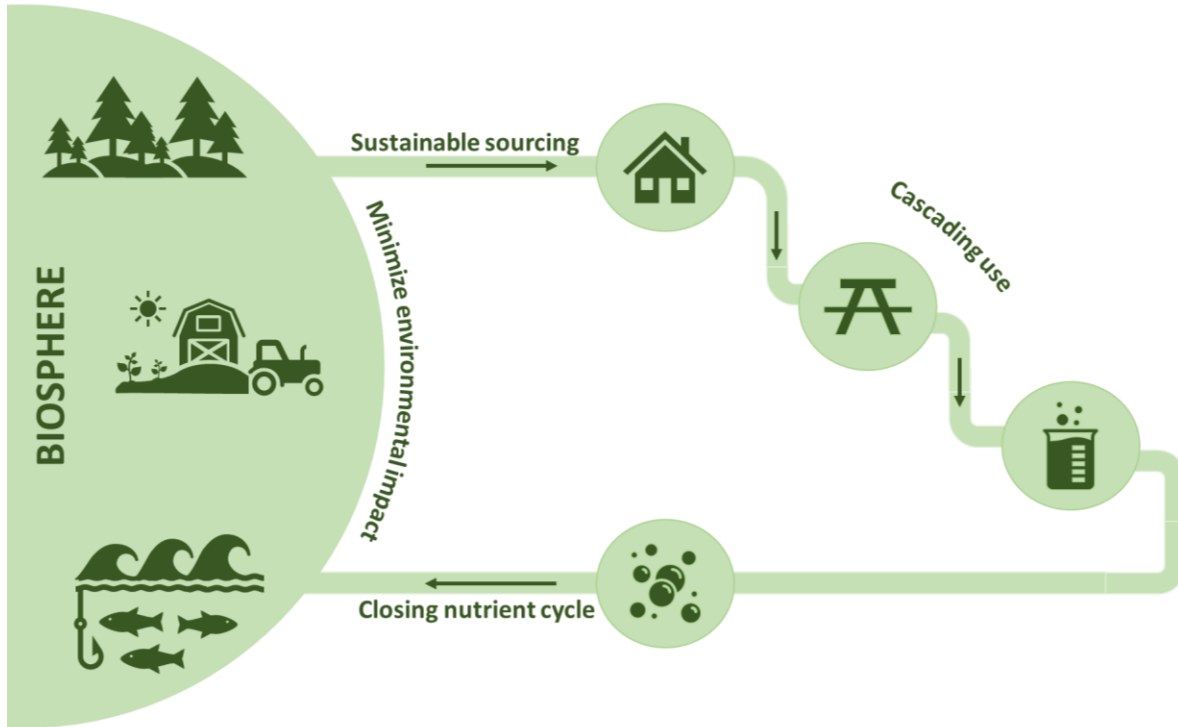 BIOSPHERE
Sustainable sourcing
Minimize environmental impact
Cascading use
Closing nutrient cycle